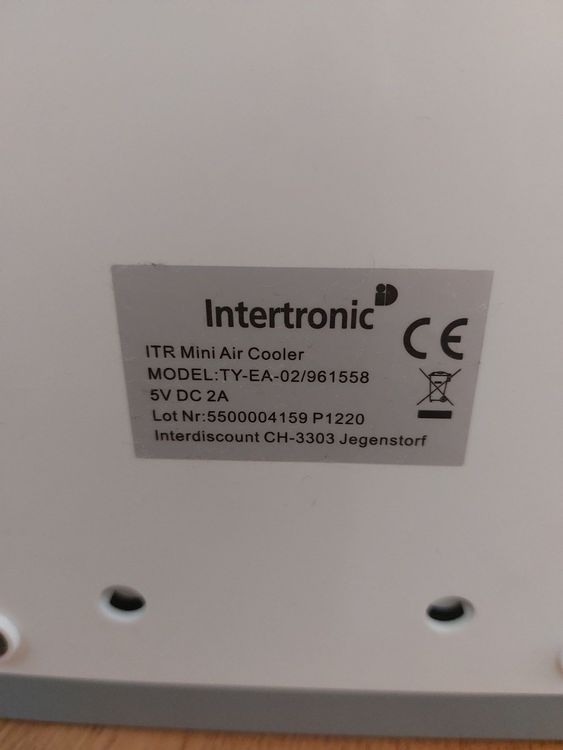 Intertronic iD
CE
ITR Mini Air Cooler
MODEL:TY-EA-02/961558
5V DC 2A
Lot Nr:5500004159 P1220
Interdiscount CH-3303 Jegenstorf